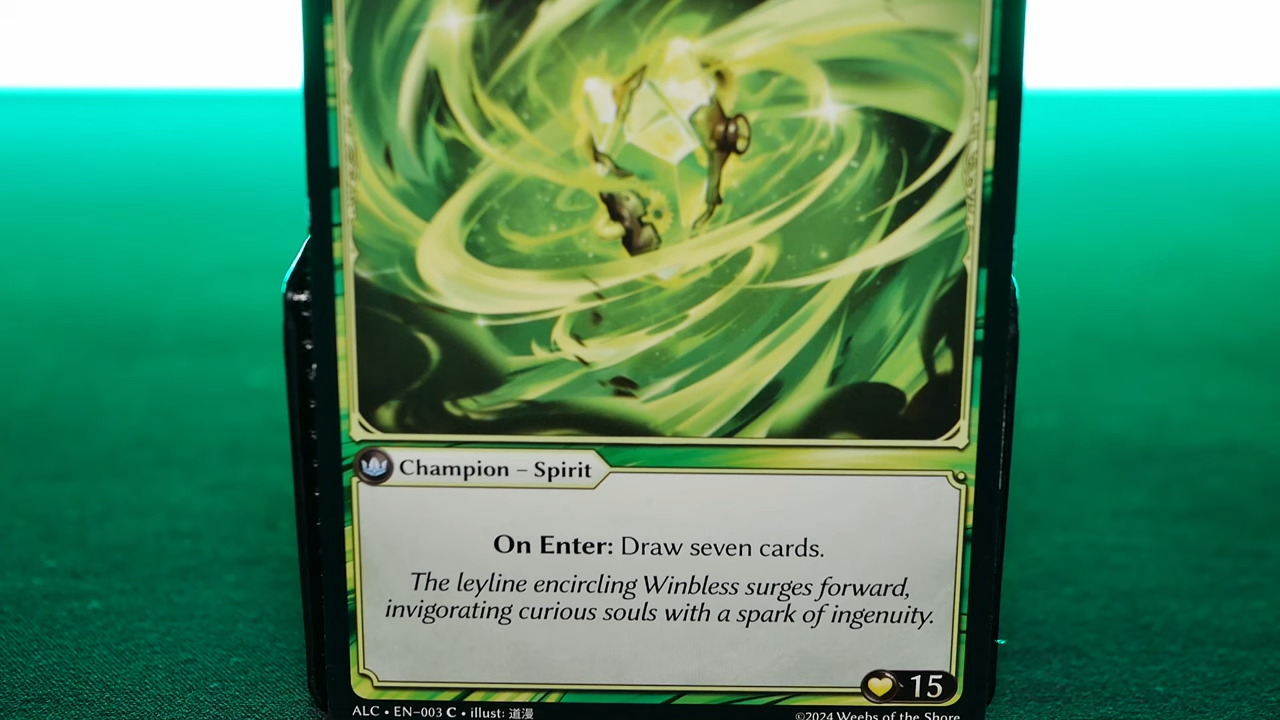 Champion – Spirit
On Enter: Draw seven cards.
The leyline encircling Winbless surges forward,
invigorating curious souls with a spark of ingenuity.
15
ALC • EN–003 C • illust: 道漫
©2024 Weebs of the Shore